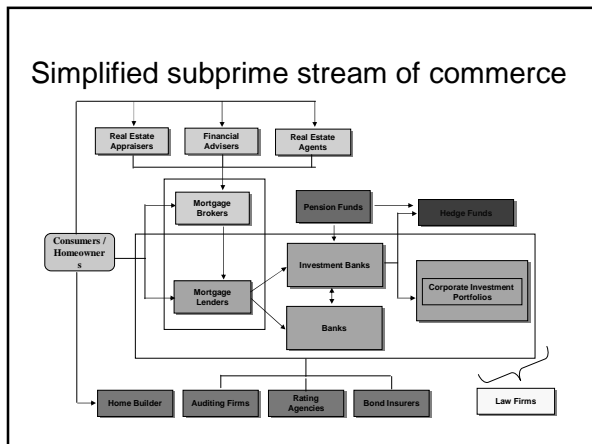 Simplified subprime stream of commerce
Real Estate
Appraisers
Financial
Advisers
Real Estate
Agents
Mortgage
Brokers
Pension Funds
Hedge Funds
Consumers /
Homeowner
s
Investment Banks
Mortgage
Lenders
Corporate Investment
Portfolios
Banks
Home Builder
Auditing Firms
Rating
Agencies
Bond Insurers
Law Firms